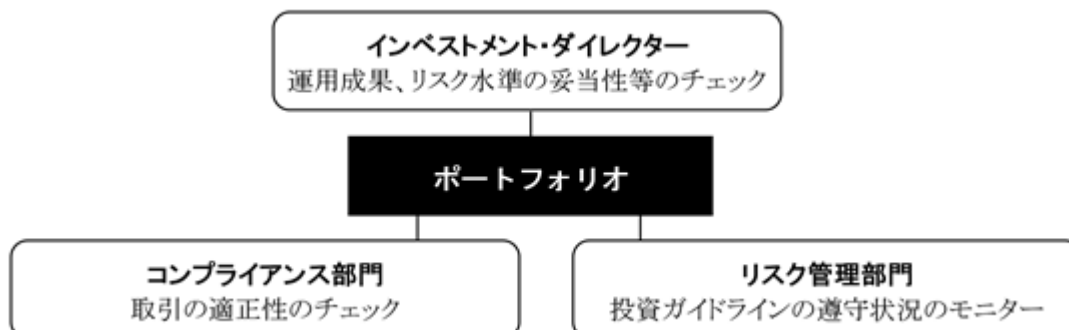 インベストメント・ダイレクター
運用成果、リスク水準の妥当性等のチェック
ポートフォリオ
コンプライアンス部門
取引の適正性のチェック
リスク管理部門
投資ガイドラインの遵守状況のモニター